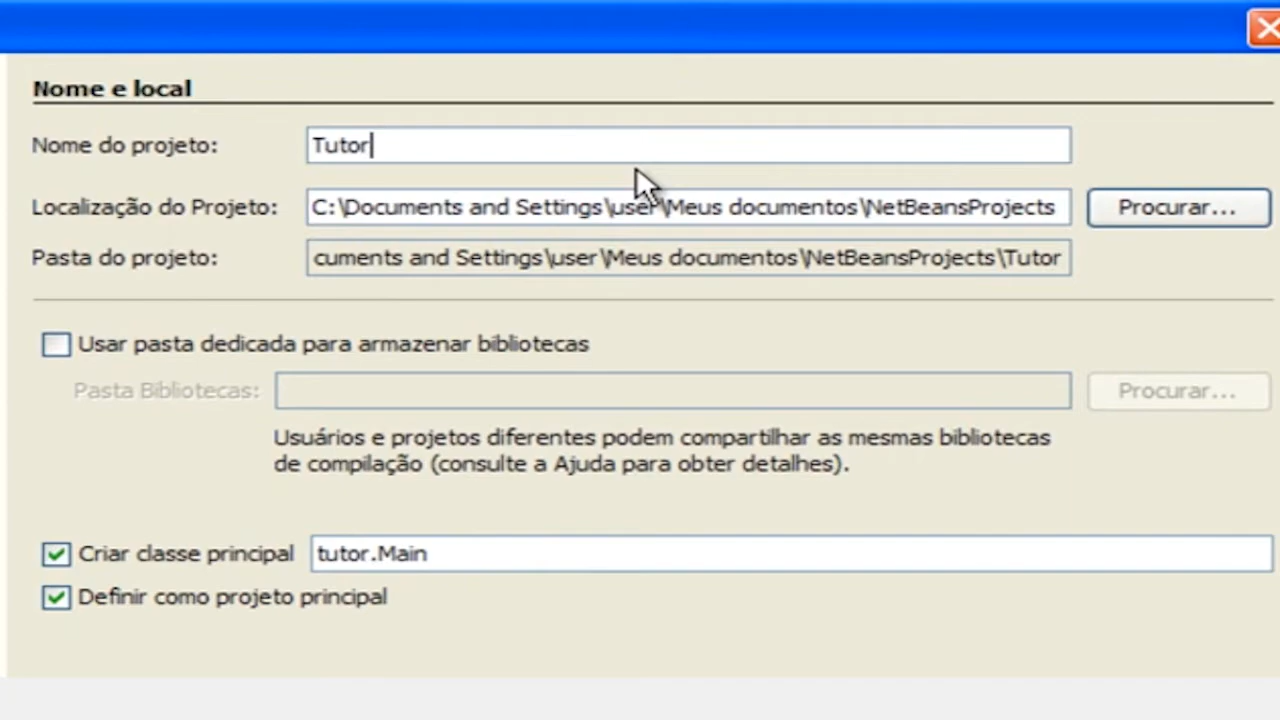 Nome e local
Nome do projeto: Tutor
Localização do Projeto: C:\Documents and Settings\user\Meus documentos\NetBeansProjects Procurar...
Pasta do projeto: cuments and Settings\user\Meus documentos\NetBeansProjects\Tutor
Usar pasta dedicada para armazenar bibliotecas
Pasta Bibliotecas: Procurar...
Usuários e projetos diferentes podem compartilhar as mesmas bibliotecas
de compilação (consulte a Ajuda para obter detalhes).
Criar classe principal tutor.Main
Definir como projeto principal